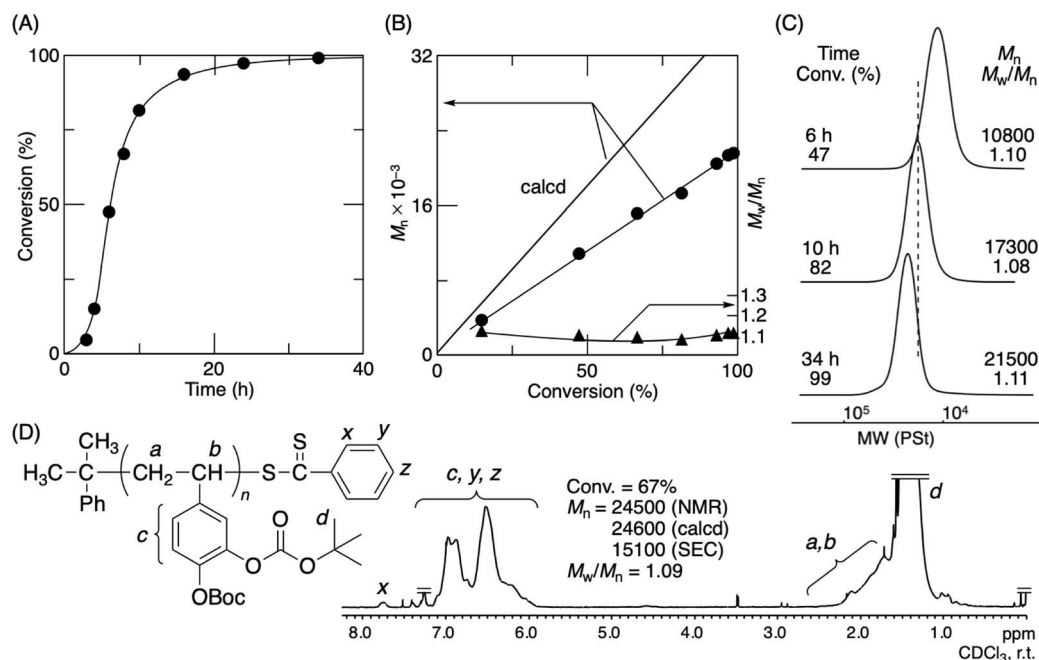 (A)
100
50
0
0
20
40
Conversion (%)
Time (h)
(B)
32
16
0
0
50
100
Mn × 10−3
Mw/Mn
1.3
1.2
1.1
calcd
Conversion (%)
(C)
Time
Conv. (%)
Mn
Mw/Mn
6 h
47
10800
1.10
10 h
82
17300
1.08
34 h
99
21500
1.11
105
104
MW (PSt)
(D)
CH3
H3C
C
Ph
a
CH2
b
CH
n
S
C
S
x
y
z
c
d
O
O
O
OBoc
c, y, z
Conv. = 67%
Mn = 24500 (NMR)
24600 (calcd)
15100 (SEC)
Mw/Mn = 1.09
a,b
d
x
8.0
7.0
6.0
5.0
4.0
3.0
2.0
1.0
ppm
CDCl3, r.t.